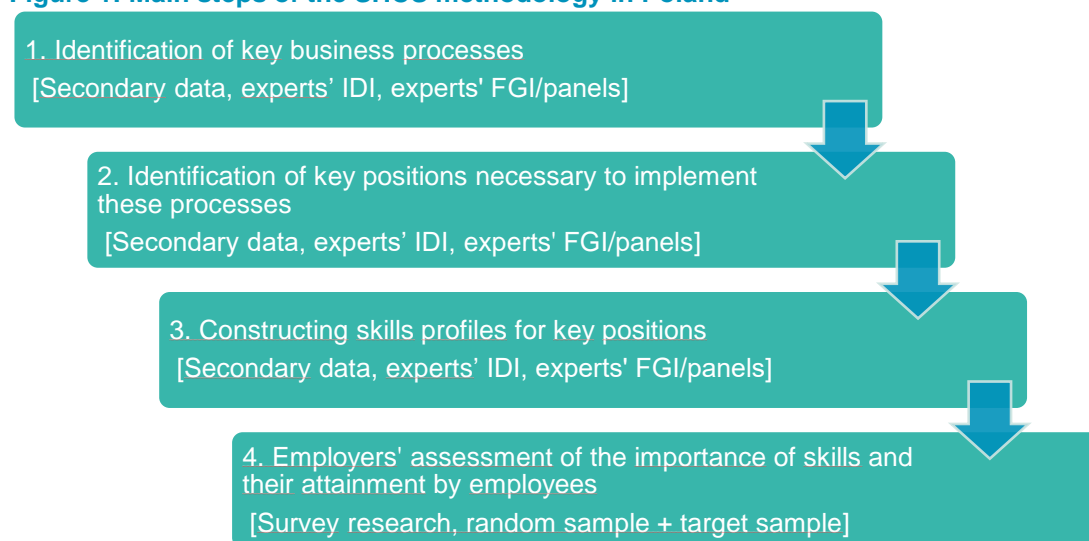 1. Identification of key business processes
[Secondary data, experts’ IDI, experts' FGI/panels]
2. Identification of key positions necessary to implement
these processes
[Secondary data, experts’ IDI, experts' FGI/panels]
3. Constructing skills profiles for key positions
[Secondary data, experts’ IDI, experts' FGI/panels]
4. Employers' assessment of the importance of skills and
their attainment by employees
[Survey research, random sample + target sample]